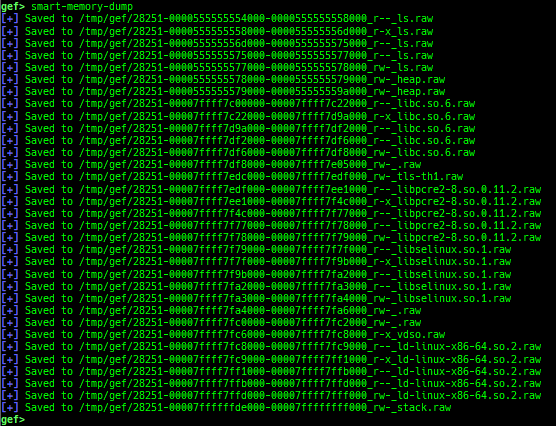 gef> smart-memory-dump
[+] Saved to /tmp/gef/28251-0000555555554000-0000555555558000_r--_ls.raw
[+] Saved to /tmp/gef/28251-0000555555558000-000055555556d000_r-x_ls.raw
[+] Saved to /tmp/gef/28251-000055555556d000-0000555555575000_r--_ls.raw
[+] Saved to /tmp/gef/28251-0000555555575000-0000555555577000_r--_ls.raw
[+] Saved to /tmp/gef/28251-0000555555577000-0000555555578000_rw-_ls.raw
[+] Saved to /tmp/gef/28251-0000555555578000-0000555555579000_rw-_heap.raw
[+] Saved to /tmp/gef/28251-0000555555579000-000055555559a000_rw-_heap.raw
[+] Saved to /tmp/gef/28251-00007ffff7c00000-00007ffff7c22000_r--_libc.so.6.raw
[+] Saved to /tmp/gef/28251-00007ffff7c22000-00007ffff7d9a000_r-x_libc.so.6.raw
[+] Saved to /tmp/gef/28251-00007ffff7d9a000-00007ffff7df2000_r--_libc.so.6.raw
[+] Saved to /tmp/gef/28251-00007ffff7df2000-00007ffff7df6000_r--_libc.so.6.raw
[+] Saved to /tmp/gef/28251-00007ffff7df6000-00007ffff7df8000_rw-_libc.so.6.raw
[+] Saved to /tmp/gef/28251-00007ffff7df8000-00007ffff7e05000_rw-_.raw
[+] Saved to /tmp/gef/28251-00007ffff7edc000-00007ffff7edf000_rw-_tls-th1.raw
[+] Saved to /tmp/gef/28251-00007ffff7edf000-00007ffff7ee1000_r--_libpcre2-8.so.0.11.2.raw
[+] Saved to /tmp/gef/28251-00007ffff7ee1000-00007ffff7f4c000_r-x_libpcre2-8.so.0.11.2.raw
[+] Saved to /tmp/gef/28251-00007ffff7f4c000-00007ffff7f77000_r--_libpcre2-8.so.0.11.2.raw
[+] Saved to /tmp/gef/28251-00007ffff7f77000-00007ffff7f78000_r--_libpcre2-8.so.0.11.2.raw
[+] Saved to /tmp/gef/28251-00007ffff7f78000-00007ffff7f79000_rw-_libpcre2-8.so.0.11.2.raw
[+] Saved to /tmp/gef/28251-00007ffff7f79000-00007ffff7f7f000_r--_libselinux.so.1.raw
[+] Saved to /tmp/gef/28251-00007ffff7f7f000-00007ffff7f9b000_r-x_libselinux.so.1.raw
[+] Saved to /tmp/gef/28251-00007ffff7f9b000-00007ffff7fa2000_r--_libselinux.so.1.raw
[+] Saved to /tmp/gef/28251-00007ffff7fa2000-00007ffff7fa3000_r--_libselinux.so.1.raw
[+] Saved to /tmp/gef/28251-00007ffff7fa3000-00007ffff7fa4000_rw-_libselinux.so.1.raw
[+] Saved to /tmp/gef/28251-00007ffff7fa4000-00007ffff7fa6000_rw-_.raw
[+] Saved to /tmp/gef/28251-00007ffff7fc0000-00007ffff7fc2000_rw-_.raw
[+] Saved to /tmp/gef/28251-00007ffff7fc6000-00007ffff7fc8000_r-x_vdso.raw
[+] Saved to /tmp/gef/28251-00007ffff7fc8000-00007ffff7fc9000_r--_ld-linux-x86-64.so.2.raw
[+] Saved to /tmp/gef/28251-00007ffff7fc9000-00007ffff7ff1000_r-x_ld-linux-x86-64.so.2.raw
[+] Saved to /tmp/gef/28251-00007ffff7ff1000-00007ffff7ffb000_r--_ld-linux-x86-64.so.2.raw
[+] Saved to /tmp/gef/28251-00007ffff7ffb000-00007ffff7ffd000_r--_ld-linux-x86-64.so.2.raw
[+] Saved to /tmp/gef/28251-00007ffff7ffd000-00007ffff7fff000_rw-_ld-linux-x86-64.so.2.raw
[+] Saved to /tmp/gef/28251-00007ffffffde000-00007ffffffff000_rw-_stack.raw
gef>